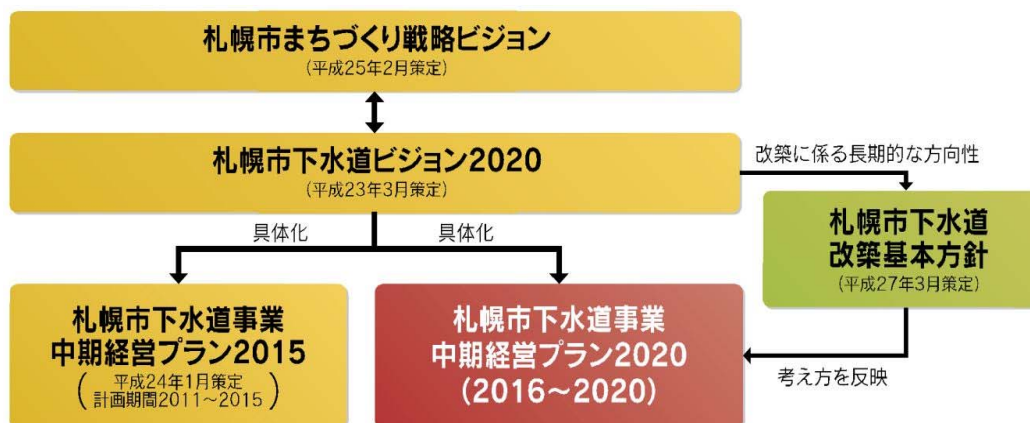 札幌市まちづくり戦略ビジョン
(平成25年2月策定)
札幌市下水道ビジョン2020
(平成23年3月策定)
改築に係る長期的な方向性
具体化
具体化
札幌市下水道
改築基本方針
(平成27年3月策定)
札幌市下水道事業
中期経営プラン2015
(平成24年1月策定
計画期間2011～2015)
札幌市下水道事業
中期経営プラン2020
(2016～2020)
考え方を反映